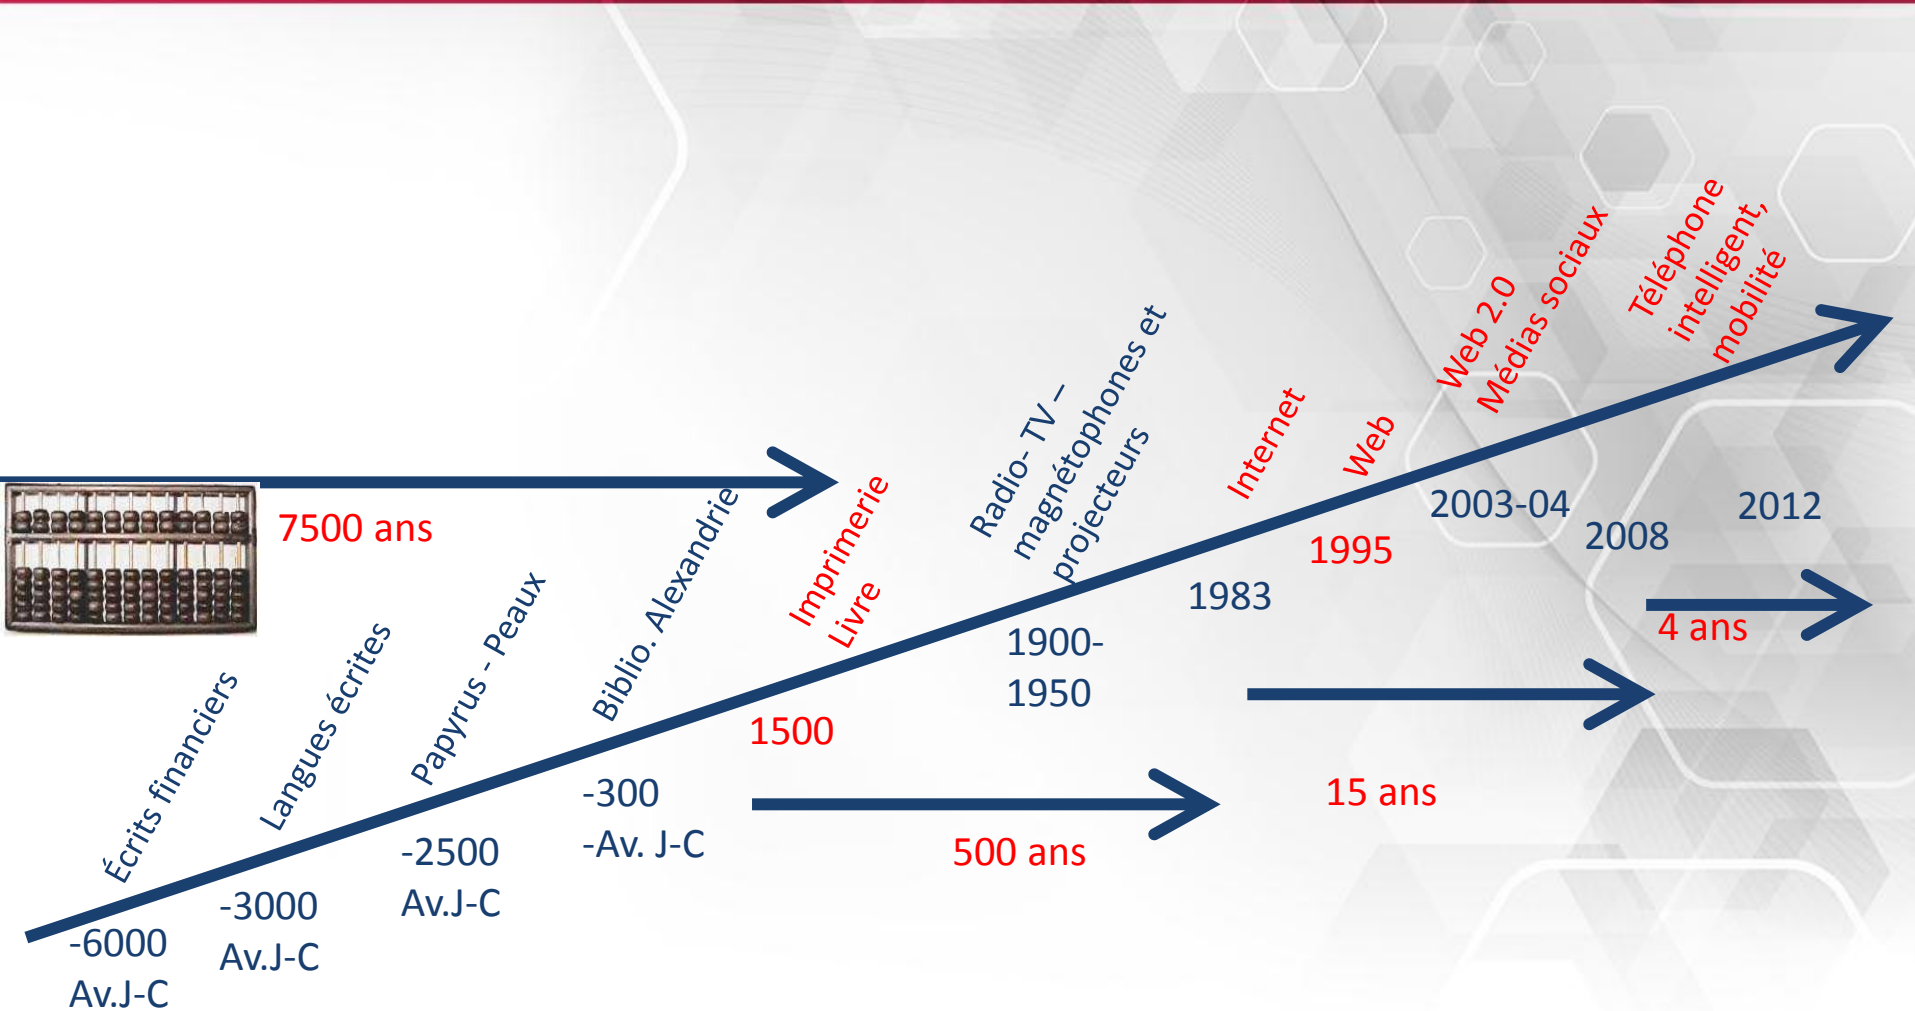 Écrits financiers
-6000
Av.J-C
Langues écrites
-3000
Av.J-C
Papyrus - Peaux
-2500
Av.J-C
Biblio. Alexandrie
-300
-Av. J-C
7500 ans
Imprimerie
Livre
1500
500 ans
Radio- TV –
magnétophones et
projecteurs
1900-
1950
Internet
1983
Web
1995
15 ans
Web 2.0
Médias sociaux
2003-04
Téléphone
intelligent,
mobilité
2008
2012
4 ans